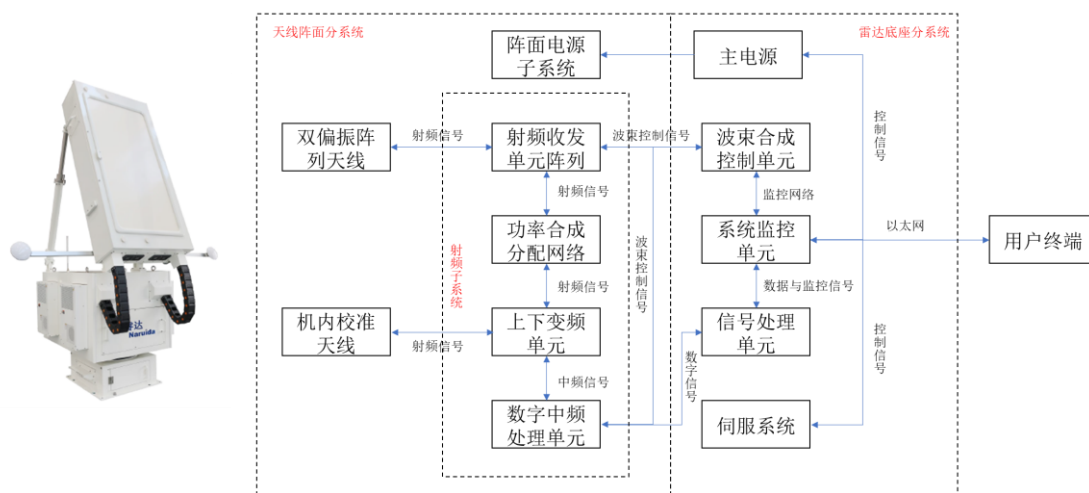 天线阵面分系统
雷达底座分系统
阵面电源
子系统
主电源
控制信号
双偏振阵
列天线
射频信号
射频收发
单元阵列
波束控制信号
波束合成
控制单元
射频信号
监控网络
射频子系统
功率合成
分配网络
波束控制信号
系统监控
单元
以太网
用户终端
射频信号
数据与监控信号
机内校准
天线
射频信号
上下变频
单元
信号处理
单元
数字信号
控制信号
中频信号
数字中频
处理单元
伺服系统
Naruida